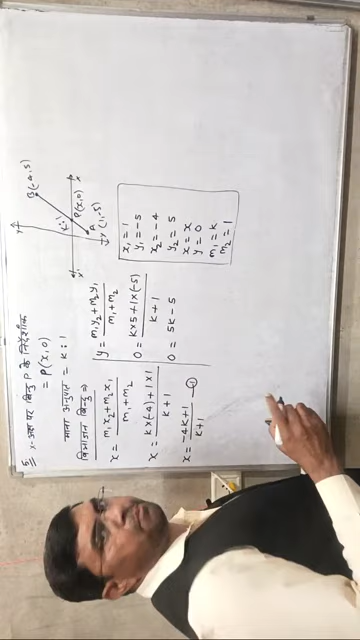 5. x-अक्ष पर बिन्दु P के निर्देशांक
= P(x, 0)
माना अनुपात = k : 1
विभाजन बिन्दु ⇒
x = m₁x₂ + m₂x₁ / m₁ + m₂
x = k×(-4) + 1×1 / k+1
x = -4k+1 / k+1 —①
y = m₁y₂ + m₂y₁ / m₁ + m₂
0 = k×5 + 1×(-5) / k+1
0 = 5k - 5
Y
B(-4, 5)
(k:1)
P(x,0)
A
(1,-5)
X
x₁ = 1
y₁ = -5
x₂ = -4
y₂ = 5
x = x
y = 0
m₁ = k
m₂ = 1